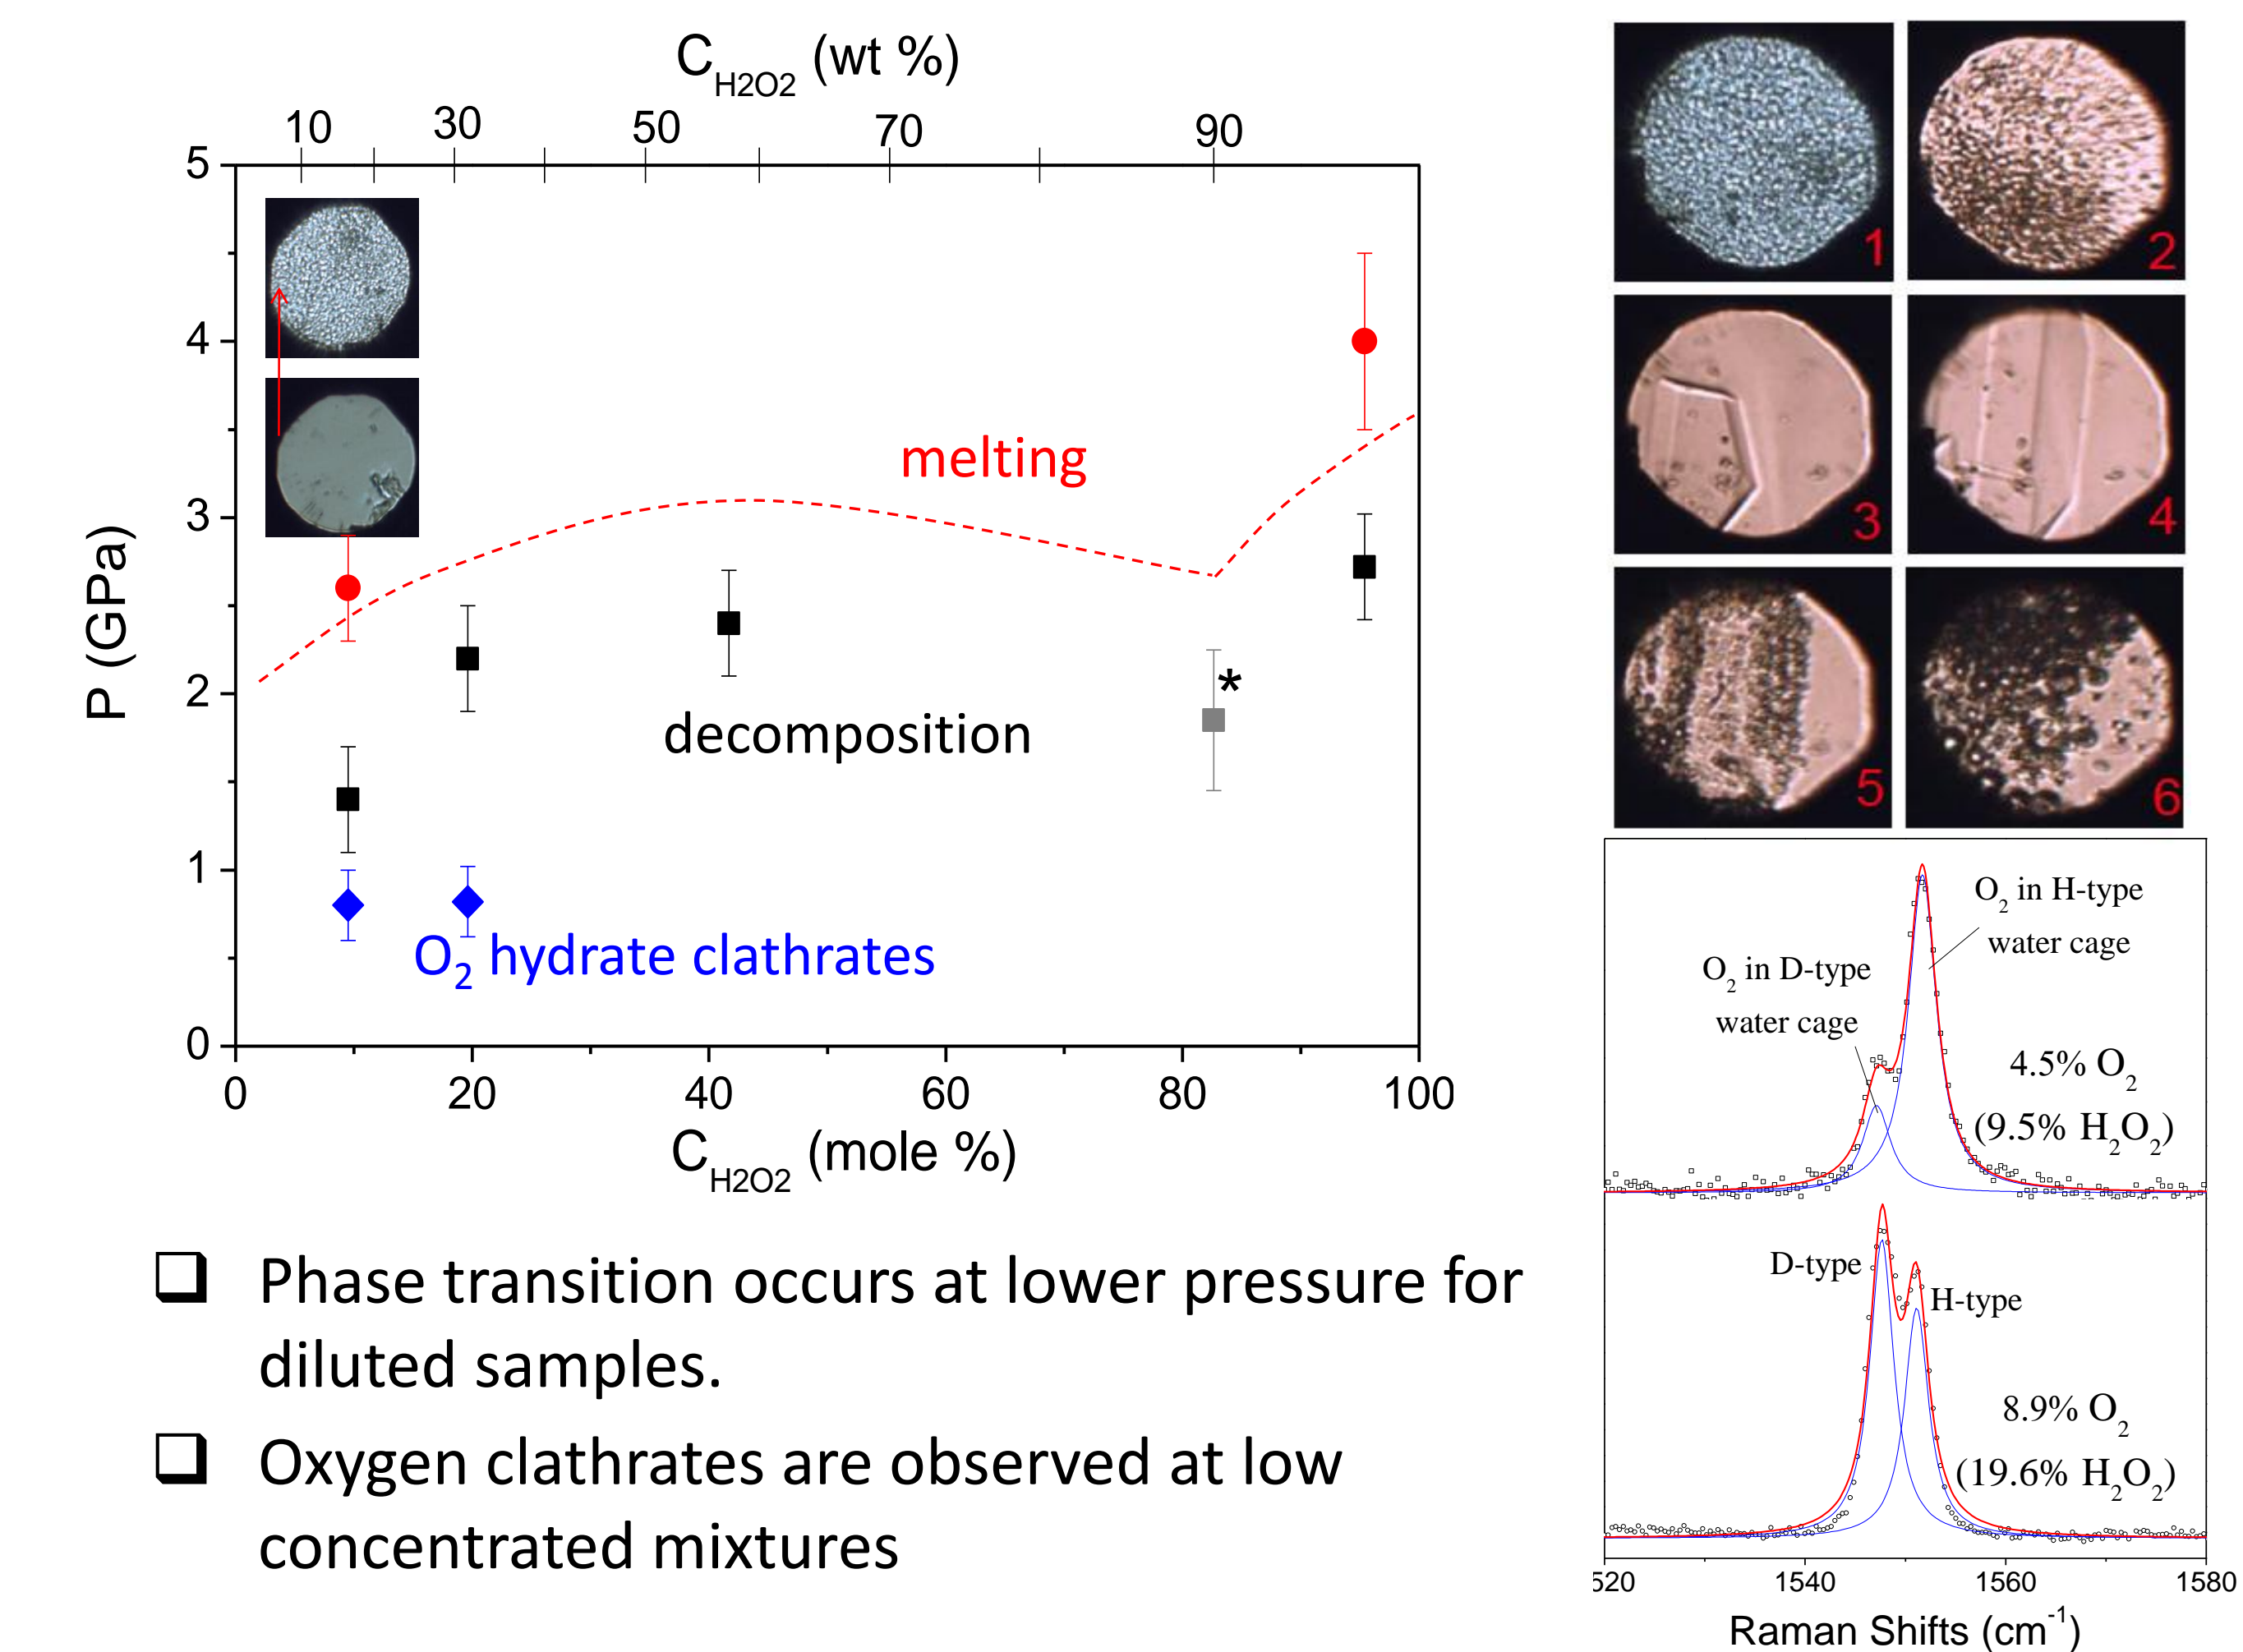 C_H2O2 (wt %)
10 30 50 70 90
5
4
3
2
1
0
P (GPa)
melting
*
decomposition
O₂ hydrate clathrates
0 20 40 60 80 100
C_H2O2 (mole %)
❑ Phase transition occurs at lower pressure for
diluted samples.
❑ Oxygen clathrates are observed at low
concentrated mixtures
1 2
3 4
5 6
O₂ in H-type
water cage
O₂ in D-type
water cage
4.5% O₂
(9.5% H₂O₂)
D-type
H-type
8.9% O₂
(19.6% H₂O₂)
520 1540 1560 1580
Raman Shifts (cm⁻¹)